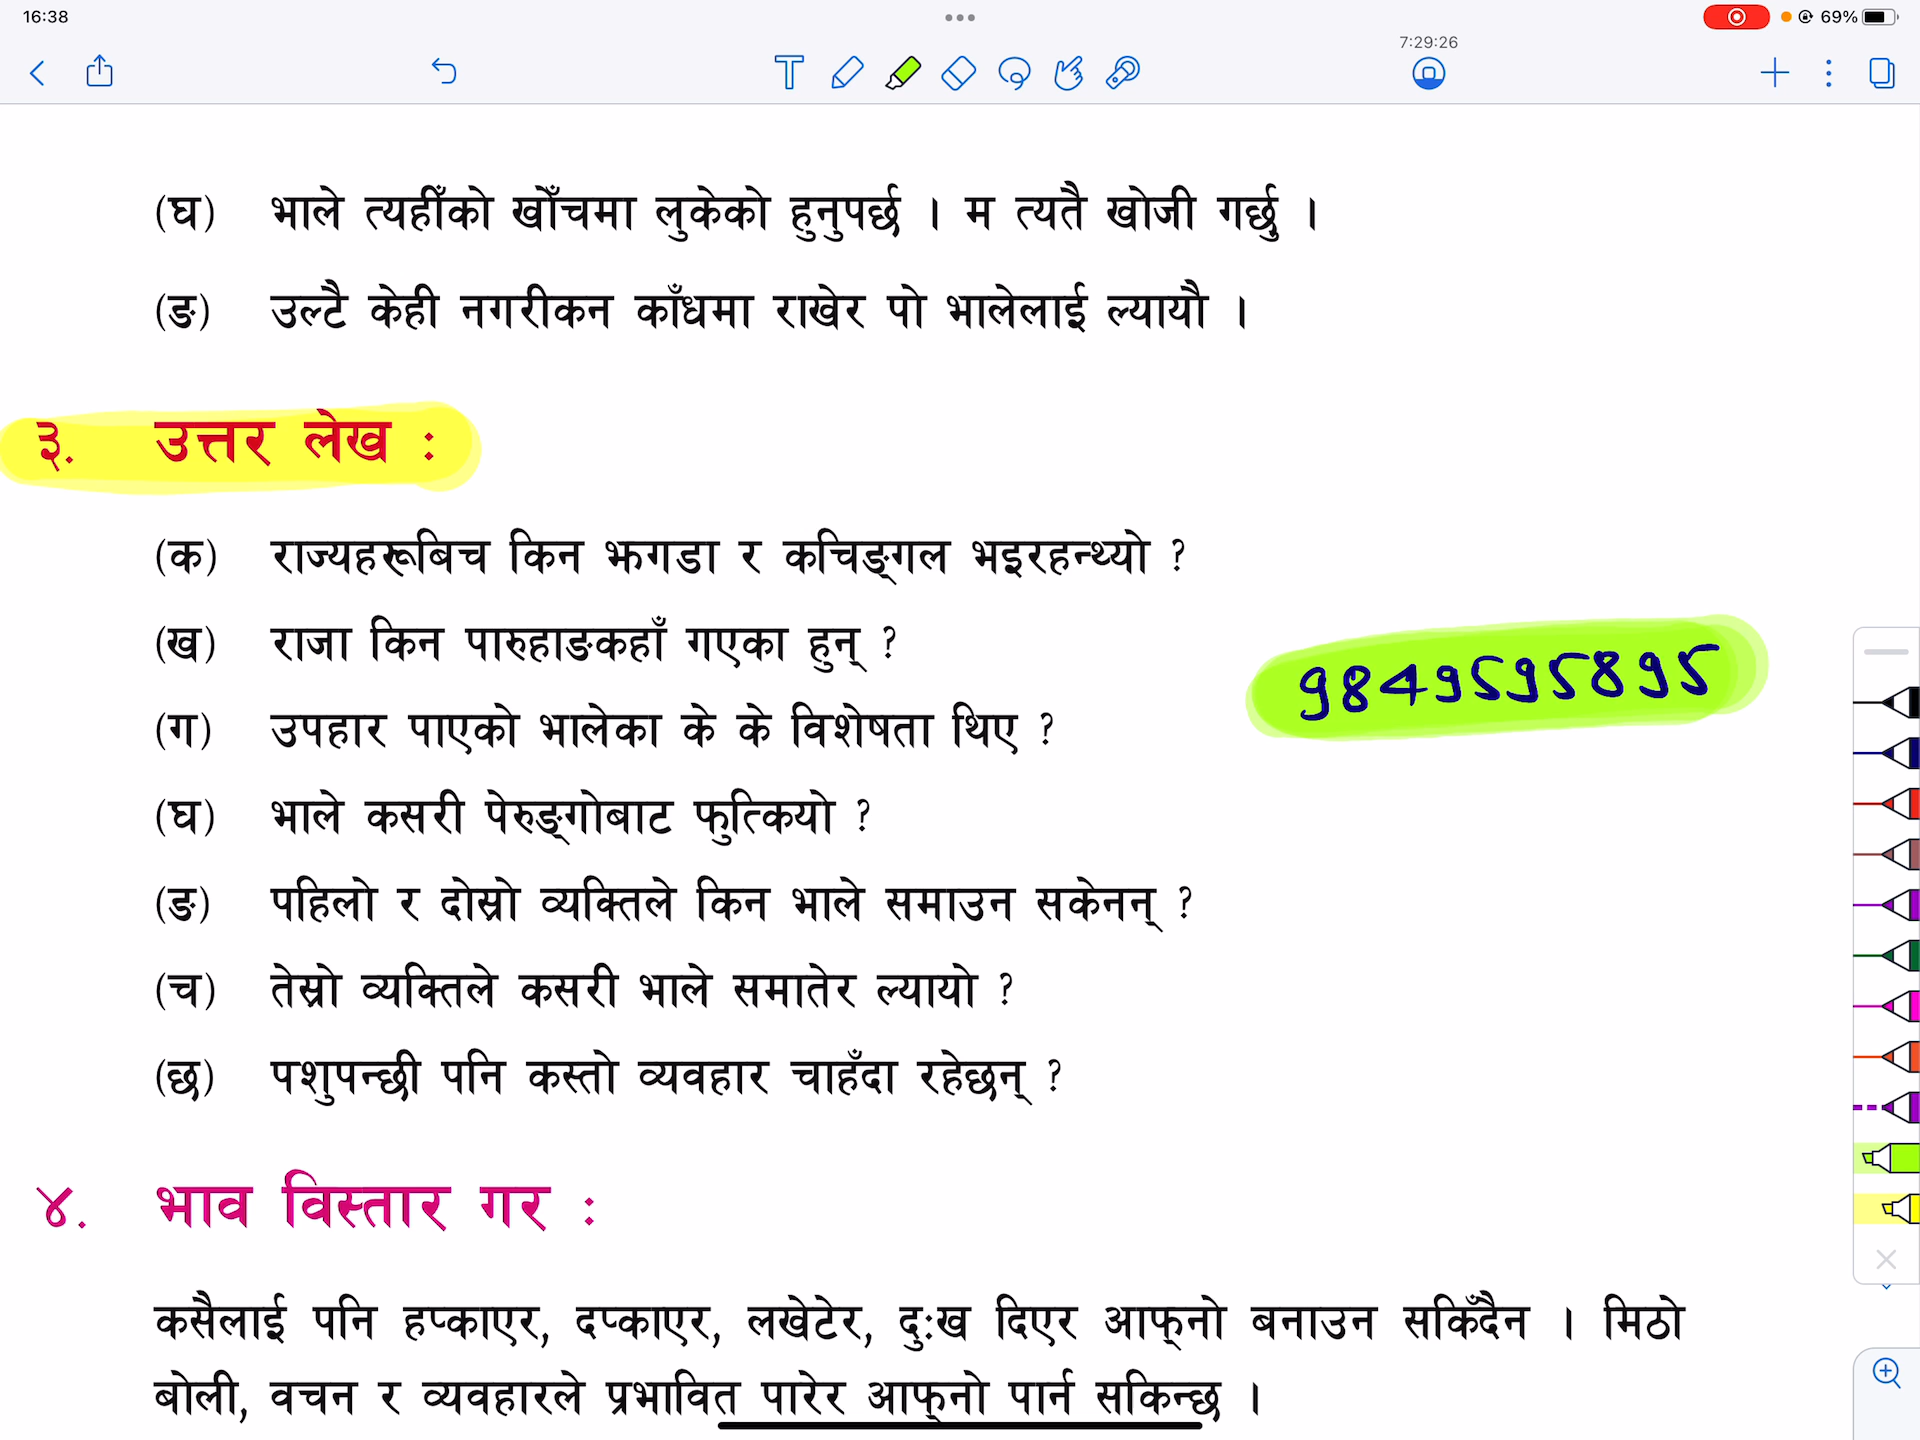 16:38
69%
7:29:26
(घ) भाले त्यहीँको खोँचमा लुकेको हुनुपर्छ । म त्यतै खोजी गर्छु ।
(ङ) उल्टै केही नगरीकन काँधमा राखेर पो भालेलाई ल्यायौ ।
३. उत्तर लेख :
(क) राज्यहरूबिच किन झगडा र कचिङ्गल भइरहन्थ्यो ?
(ख) राजा किन पारुहाङकहाँ गएका हुन् ?
9849595895
(ग) उपहार पाएको भालेका के के विशेषता थिए ?
(घ) भाले कसरी पेरुङ्गोबाट फुत्कियो ?
(ङ) पहिलो र दोस्रो व्यक्तिले किन भाले समाउन सकेनन् ?
(च) तेस्रो व्यक्तिले कसरी भाले समातेर ल्यायो ?
(छ) पशुपन्छी पनि कस्तो व्यवहार चाहँदा रहेछन् ?
४. भाव विस्तार गर :
कसैलाई पनि हप्काएर, दप्काएर, लखेटेर, दुःख दिएर आफ्नो बनाउन सकिँदैन । मिठो
बोली, वचन र व्यवहारले प्रभावित पारेर आफ्नो पार्न सकिन्छ ।